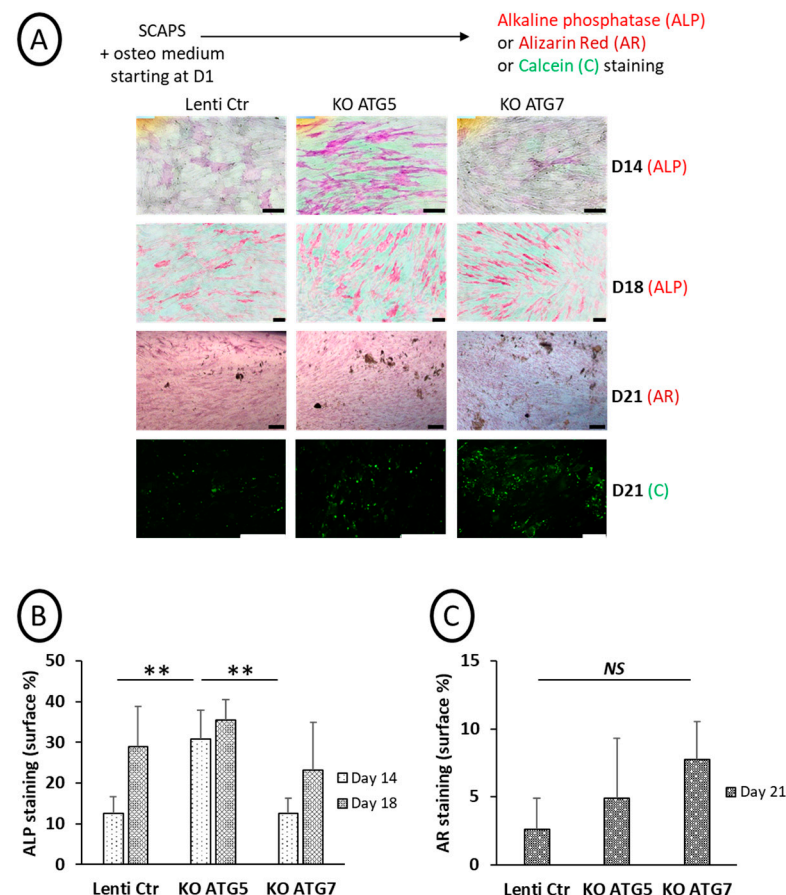 A
SCAPS
+ osteo medium
starting at D1
Alkaline phosphatase (ALP)
or Alizarin Red (AR)
or Calcein (C) staining
Lenti Ctr
KO ATG5
KO ATG7
D14 (ALP)
D18 (ALP)
D21 (AR)
D21 (C)
B
ALP staining (surface %)
50
40
30
20
10
0
**
**
Day 14
Day 18
Lenti Ctr
KO ATG5
KO ATG7
C
AR staining (surface %)
15
10
5
0
NS
Day 21
Lenti Ctr
KO ATG5
KO ATG7